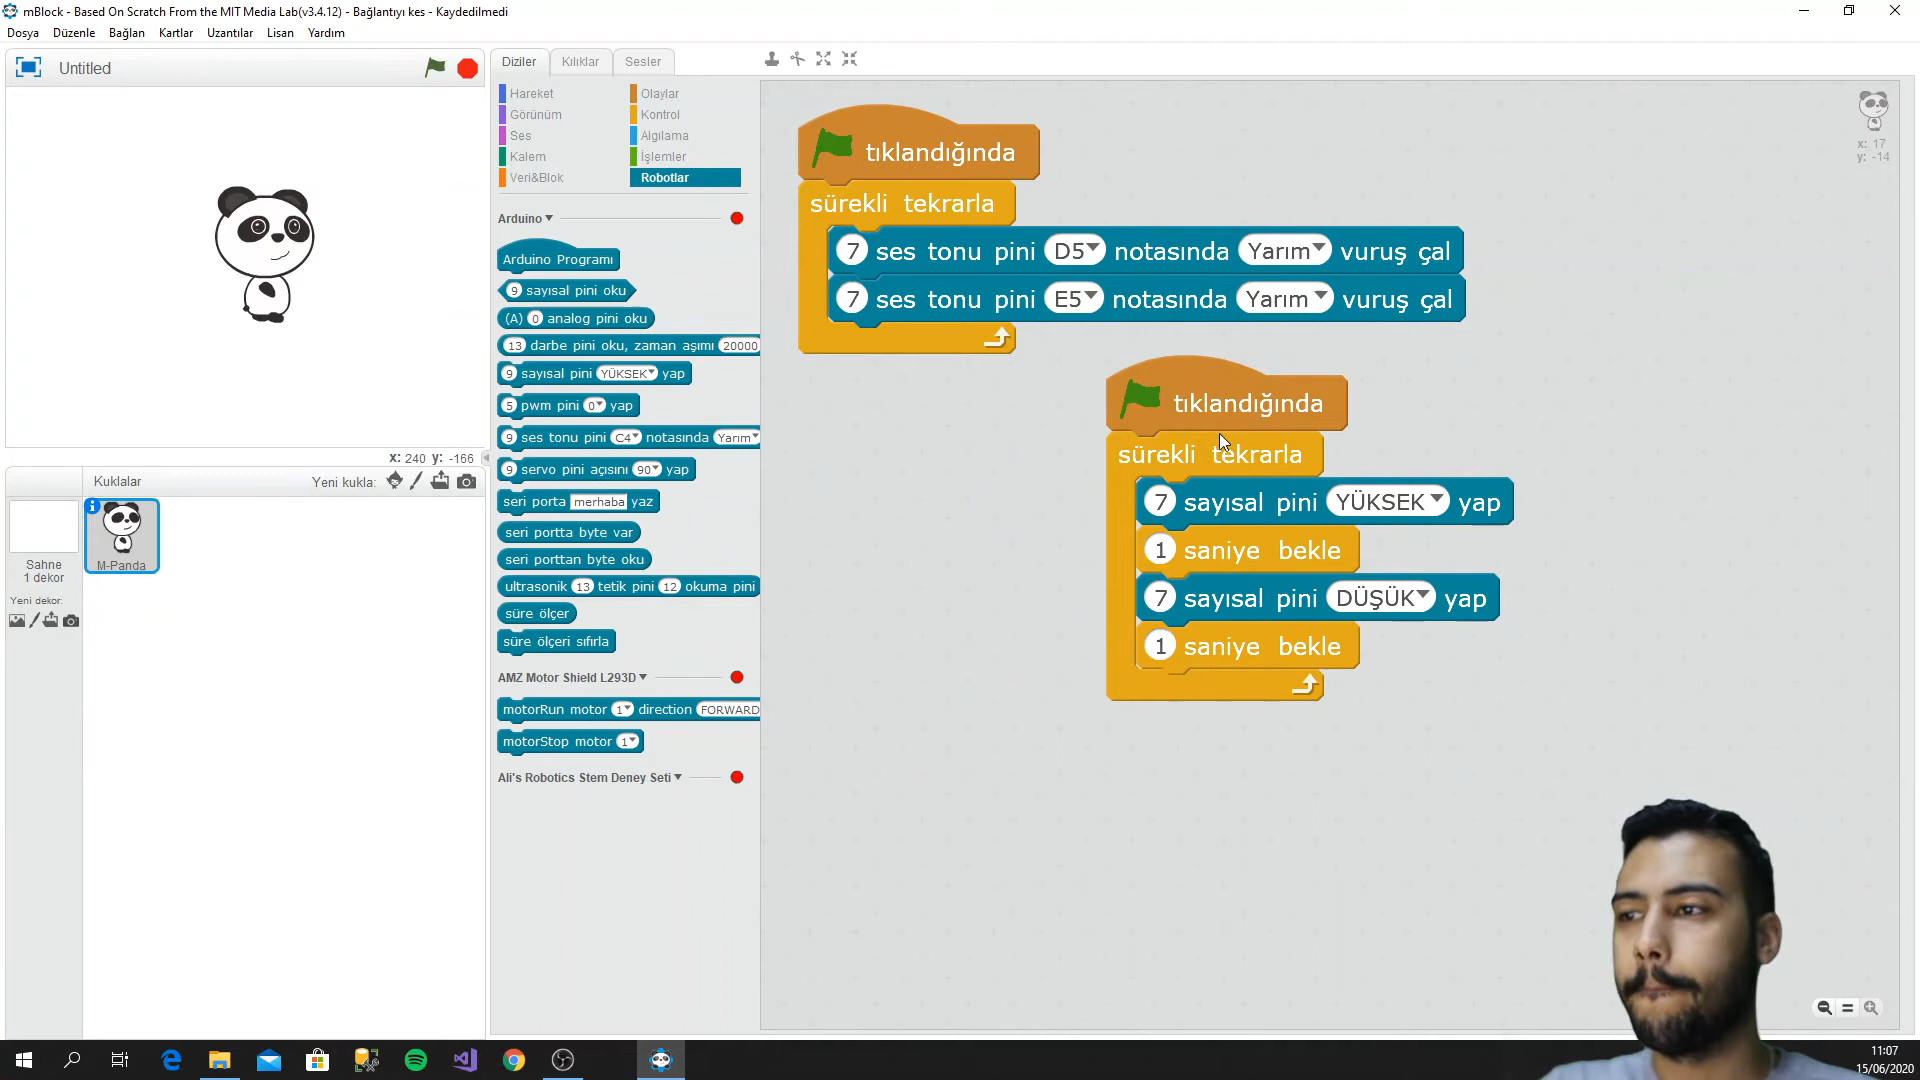 mBlock - Based On Scratch From the MIT Media Lab(v3.4.12) - Bağlantıyı kes - Kaydedilmedi
Dosya Düzenle Bağlan Kartlar Uzantılar Lisan Yardım
Untitled
x: 240 y: -166
Kuklalar Yeni kukla:
Sahne
1 dekor
Yeni dekor:
M-Panda
Diziler Kılıklar Sesler
Hareket Olaylar
Görünüm Kontrol
Ses Algılama
Kalem İşlemler
Veri&Blok Robotlar
Arduino
Arduino Programı
9 sayısal pini oku
(A) 0 analog pini oku
13 darbe pini oku, zaman aşımı 20000
9 sayısal pini YÜKSEK yap
5 pwm pini 0 yap
9 ses tonu pini C4 notasında Yarım
9 servo pini açısını 90 yap
seri porta merhaba yaz
seri portta byte var
seri porttan byte oku
ultrasonik 13 tetik pini 12 okuma pini
süre ölçer
süre ölçeri sıfırla
AMZ Motor Shield L293D
motorRun motor 1 direction FORWARD
motorStop motor 1
Ali's Robotics Stem Deney Seti
tıklandığında
sürekli tekrarla
7 ses tonu pini D5 notasında Yarım vuruş çal
7 ses tonu pini E5 notasında Yarım vuruş çal
tıklandığında
sürekli tekrarla
7 sayısal pini YÜKSEK yap
1 saniye bekle
7 sayısal pini DÜŞÜK yap
1 saniye bekle
x: 17
y: -14
11:07
15/06/2020